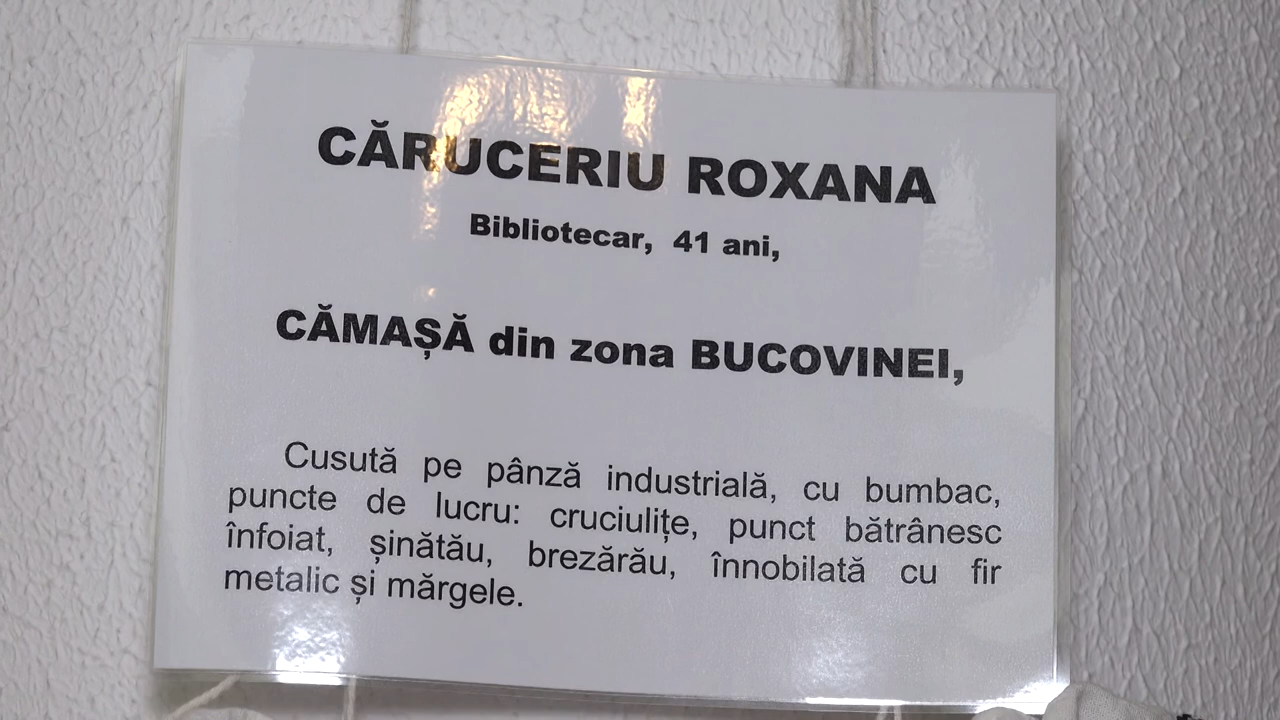 CĂRUCERIU ROXANA
Bibliotecar, 41 ani,
CĂMAȘĂ din zona BUCOVINEI,
Cusută pe pânză industrială, cu bumbac,
puncte de lucru: cruciulițe, punct bătrânesc
înfoiat, șinătău, brezărău, înnobilată cu fir
metalic și mărgele.